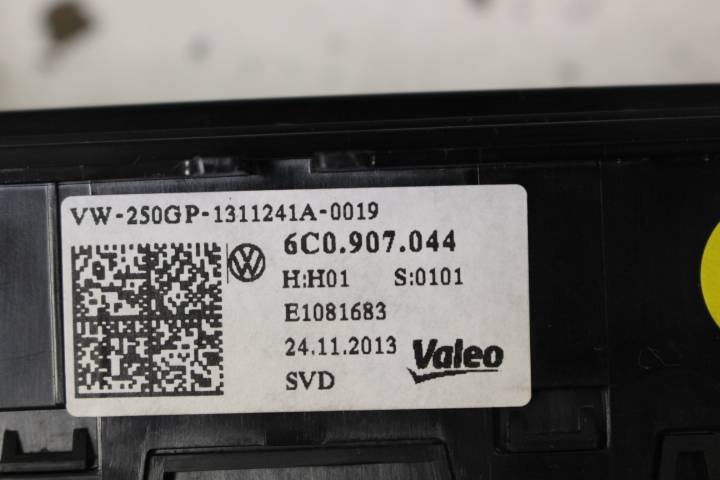 VW-250GP-1311241A-0019
6C0.907.044
H:H01 S:0101
E1081683
24.11.2013
Valeo
SVD